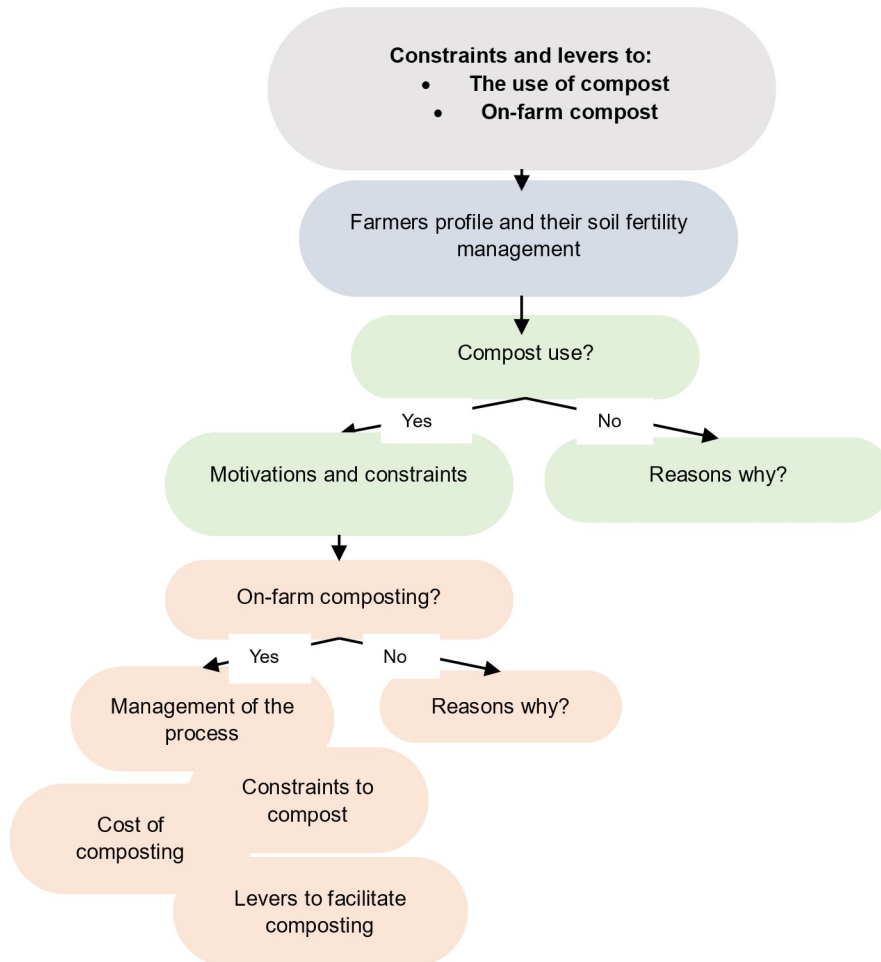 Constraints and levers to:
• The use of compost
• On-farm compost
Farmers profile and their soil fertility
management
Compost use?
Yes
No
Motivations and constraints
Reasons why?
On-farm composting?
Yes
No
Management of the
process
Reasons why?
Constraints to
compost
Cost of
composting
Levers to facilitate
composting